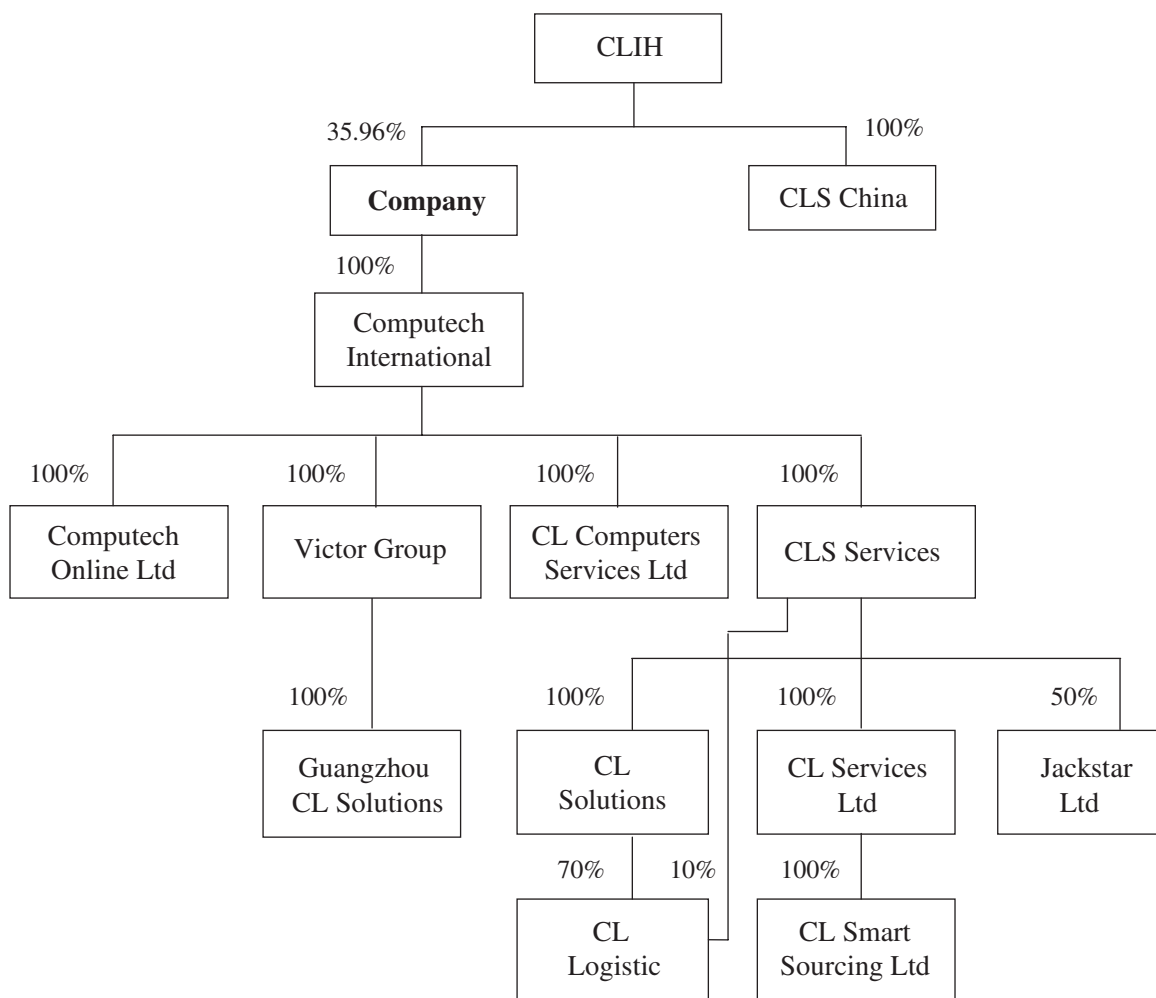 CLIH
35.96%
100%
Company
CLS China
100%
Computech
International
100%
100%
100%
100%
Computech
Online Ltd
Victor Group
CL Computers
Services Ltd
CLS Services
100%
100%
100%
50%
Guangzhou
CL Solutions
CL
Solutions
CL Services
Ltd
Jackstar
Ltd
70%
10%
100%
CL
Logistic
CL Smart
Sourcing Ltd